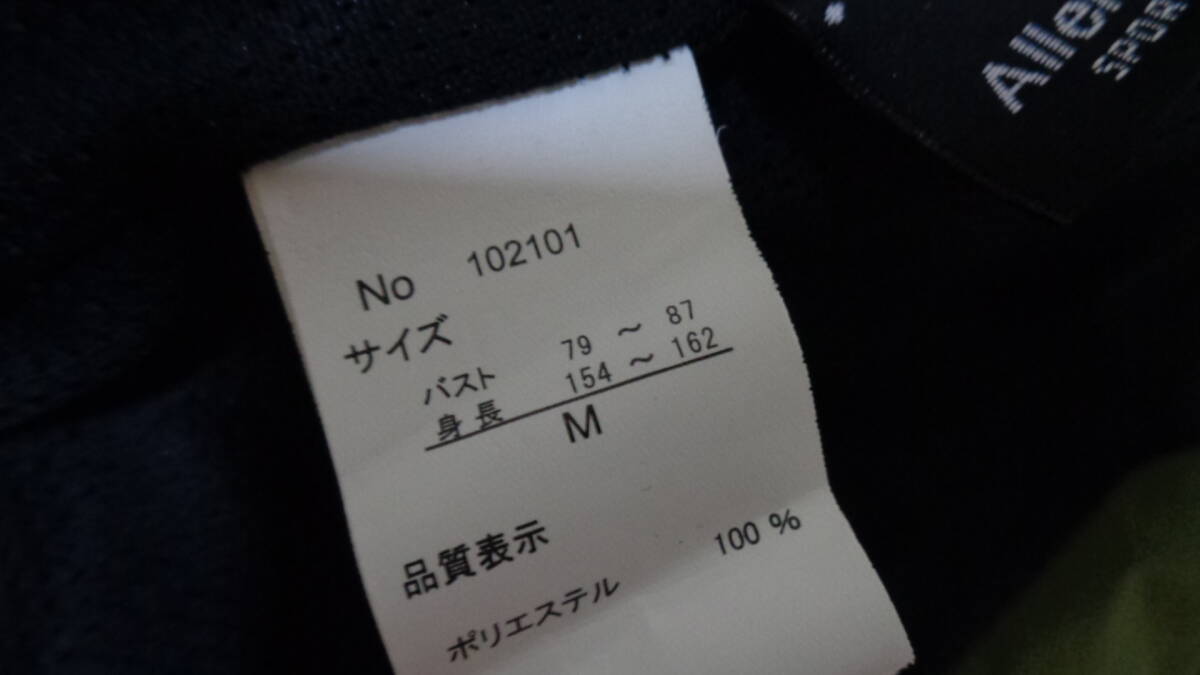 No 102101
サイズ
バスト 79 ～ 87
身長 154 ～ 162
M
品質表示
ポリエステル 100 %